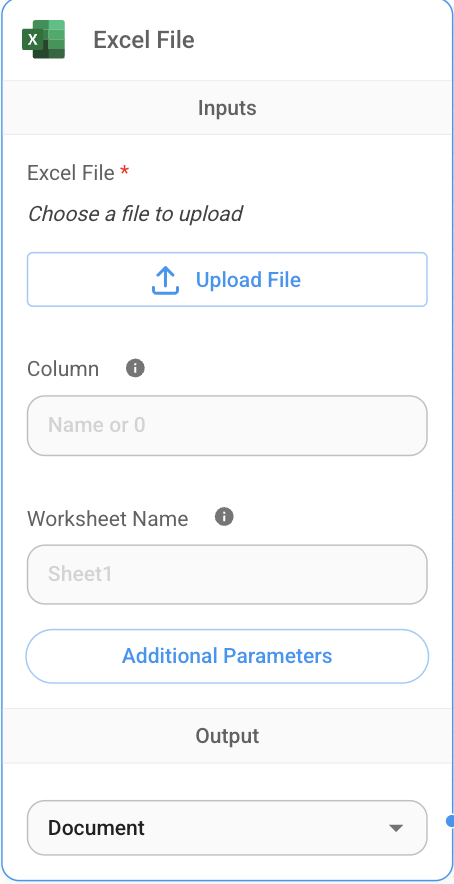 X
Excel File
Inputs
Excel File *
Choose a file to upload
Upload File
Column
Name or 0
Worksheet Name
Sheet1
Additional Parameters
Output
Document